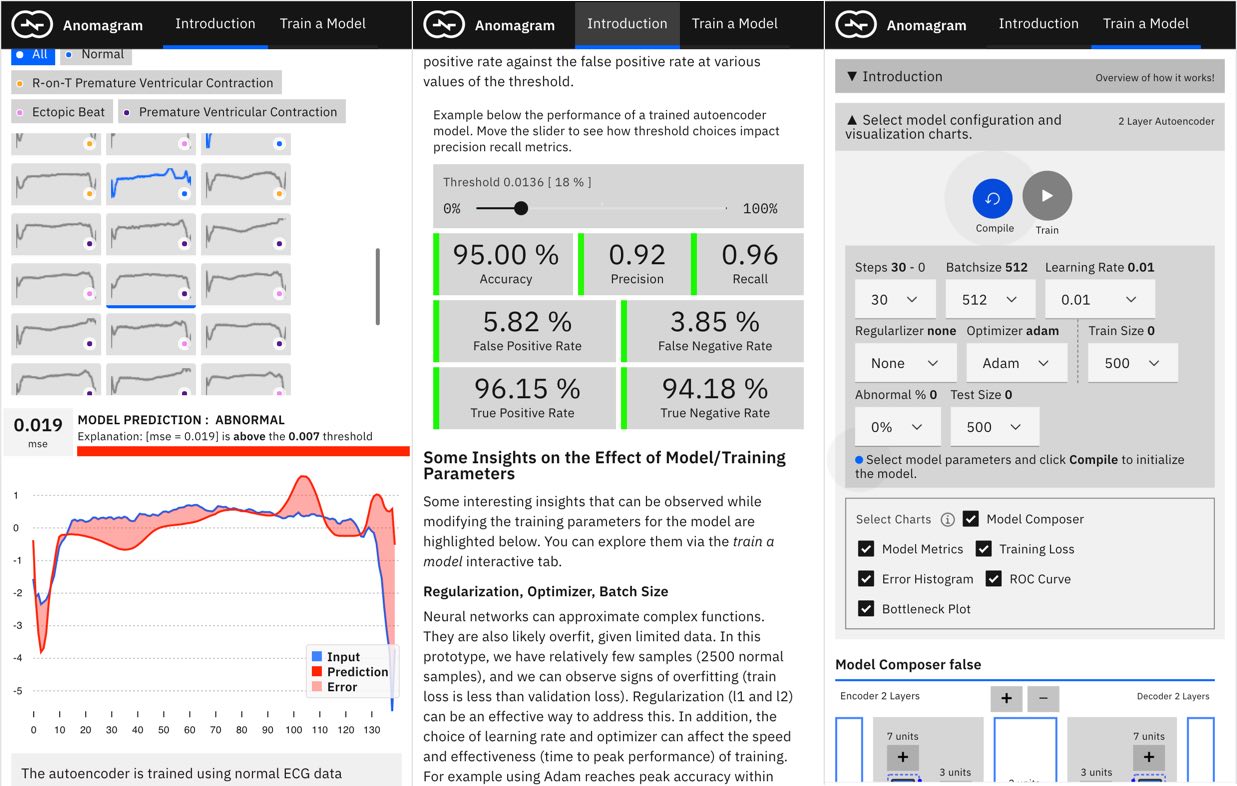 Anomagram
Introduction
Train a Model
All
Normal
R-on-T Premature Ventricular Contraction
Ectopic Beat
Premature Ventricular Contraction
0.019
mse
MODEL PREDICTION : ABNORMAL
Explanation: [mse = 0.019] is above the 0.007 threshold
1
0
-1
-2
-3
-4
-5
Input
Prediction
Error
0 10 20 30 40 50 60 70 80 90 100 110 120 130
The autoencoder is trained using normal ECG data
Anomagram
Introduction
Train a Model
positive rate against the false positive rate at various
values of the threshold.
Example below the performance of a trained autoencoder
model. Move the slider to see how threshold choices impact
precision recall metrics.
Threshold 0.0136 [ 18 % ]
0%
100%
95.00 %
Accuracy
0.92
Precision
0.96
Recall
5.82 %
False Positive Rate
3.85 %
False Negative Rate
96.15 %
True Positive Rate
94.18 %
True Negative Rate
Some Insights on the Effect of Model/Training
Parameters
Some interesting insights that can be observed while
modifying the training parameters for the model are
highlighted below. You can explore them via the train a
model interactive tab.
Regularization, Optimizer, Batch Size
Neural networks can approximate complex functions.
They are also likely overfit, given limited data. In this
prototype, we have relatively few samples (2500 normal
samples), and we can observe signs of overfitting (train
loss is less than validation loss). Regularization (l1 and l2)
can be an effective way to address this. In addition, the
choice of learning rate and optimizer can affect the speed
and effectiveness (time to peak performance) of training.
For example using Adam reaches peak accuracy within
Anomagram
Introduction
Train a Model
▼ Introduction
Overview of how it works!
▲ Select model configuration and
visualization charts.
2 Layer Autoencoder
Compile
Train
Steps 30 - 0
Batchsize 512
Learning Rate 0.01
30
512
0.01
Regularlizer none
Optimizer adam
Train Size 0
None
Adam
500
Abnormal % 0
Test Size 0
0%
500
Select model parameters and click Compile to initialize
the model.
Select Charts
Model Composer
Model Metrics
Training Loss
Error Histogram
ROC Curve
Bottleneck Plot
Model Composer false
Encoder 2 Layers
+
−
Decoder 2 Layers
7 units
+
3 units
3 units
7 units
+